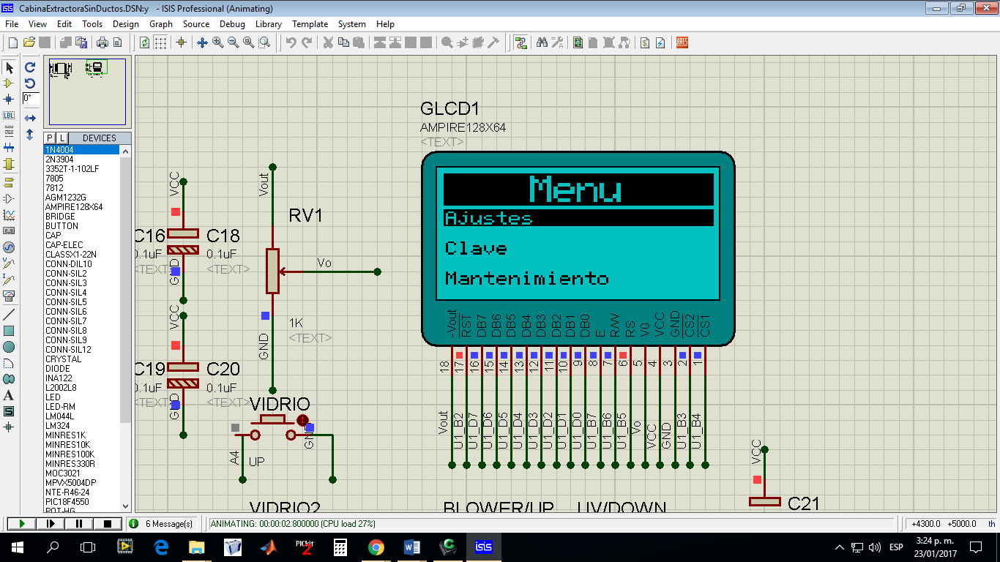 CabinaExtractoraSinDuctos.DSN:y - ISIS Professional (Animating)
File View Edit Tools Design Graph Source Debug Library Template System Help
0°
LBL
A
S
ARES
P L DEVICES
1N4004
2N3904
3352T-1-102LF
7805
7812
AGM1232G
AMPIRE128X64
BRIDGE
BUTTON
CAP
CAP-ELEC
CLASSX1-22N
CONN-DIL10
CONN-SIL2
CONN-SIL3
CONN-SIL4
CONN-SIL5
CONN-SIL6
CONN-SIL7
CONN-SIL8
CONN-SIL9
CONN-SIL12
CRYSTAL
DIODE
INA122
L2002L8
LED
LED-RM
LM044L
LM324
MINRES1K
MINRES10K
MINRES100K
MINRES330R
MOC3021
MPVX5004DP
NTE-R46-24
PIC18F4550
POT-HG
VCC
C16
0.1uF
<TEXT>
GND
C18
0.1uF
<TEXT>
VCC
C19
0.1uF
<TEXT>
GND
C20
0.1uF
<TEXT>
Vout
RV1
Vo
1K
<TEXT>
GND
VIDRIO
GND
A4
UP
VIDRIO2
GLCD1
AMPIRE128X64
<TEXT>
Menu
Ajustes
Clave
Mantenimiento
-Vout RST DB7 DB6 DB5 DB4 DB3 DB2 DB1 DB0 E R/W RS V0 VCC GND CS2 CS1
18 17 16 15 14 13 12 11 10 9 8 7 6 5 4 3 2 1
Vout U1_B2 U1_D7 U1_D6 U1_D5 U1_D4 U1_D3 U1_D2 U1_D1 U1_D0 U1_B7 U1_B6 U1_B5 Vo VCC GND U1_B3 U1_B4
BLOWER/UP UV/DOWN
VCC
C21
6 Message(s)
ANIMATING: 00:00:02.800000 (CPU load 27%)
+4300.0 +5000.0 th
PICkit 2
isis
ESP
3:24 p. m.
23/01/2017